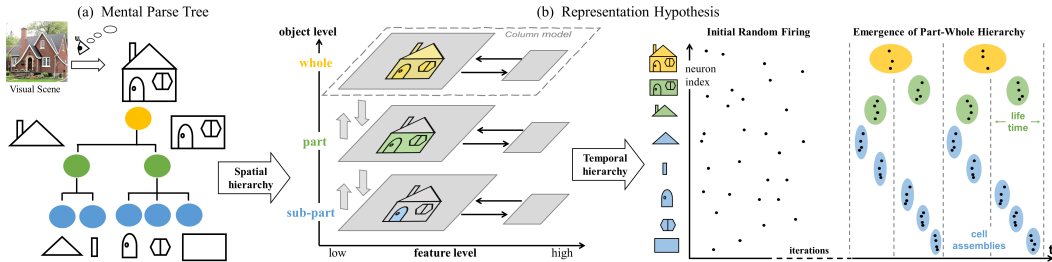 (a) Mental Parse Tree
Visual Scene
Spatial
hierarchy
(b) Representation Hypothesis
object level
Column model
whole
part
sub-part
low
feature level
high
Temporal
hierarchy
Initial Random Firing
neuron
index
iterations
Emergence of Part-Whole Hierarchy
life
time
cell
assemblies
t